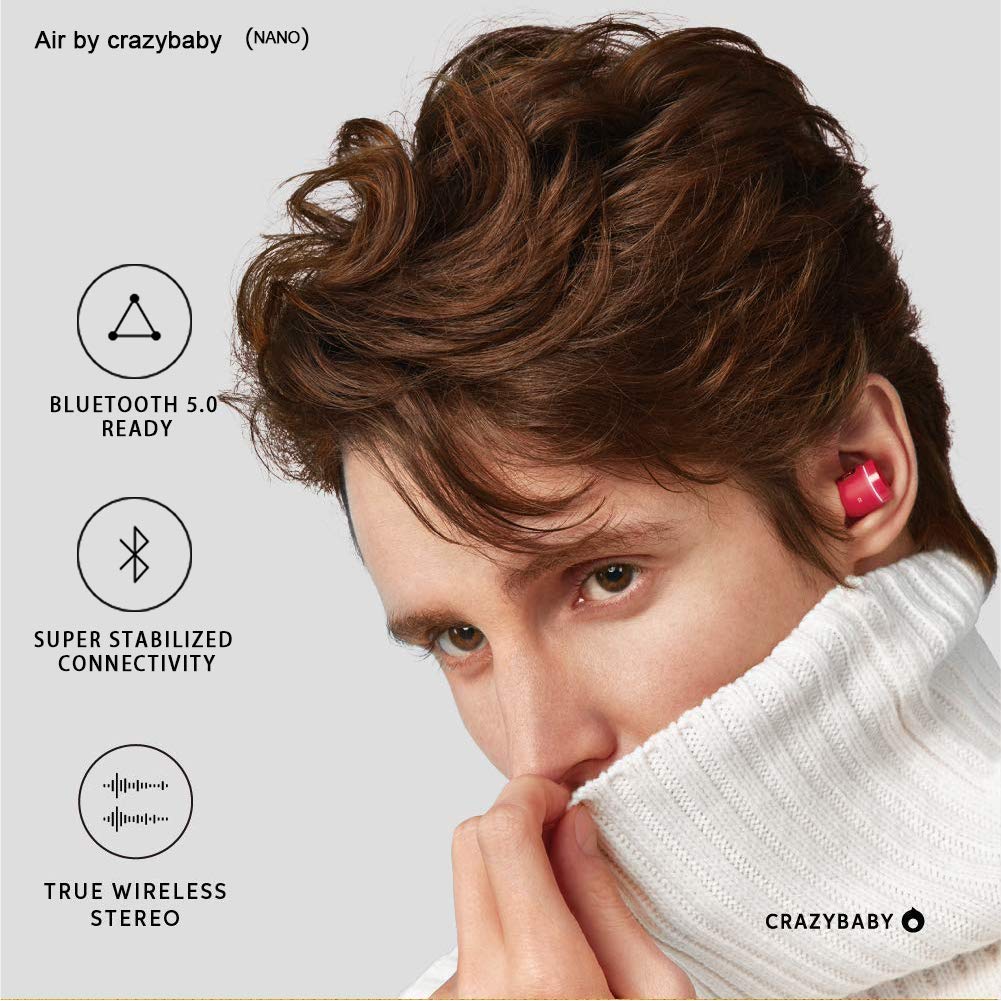 Air by crazybaby (NANO)
BLUETOOTH 5.0
READY
SUPER STABILIZED
CONNECTIVITY
TRUE WIRELESS
STEREO
R
CRAZYBABY